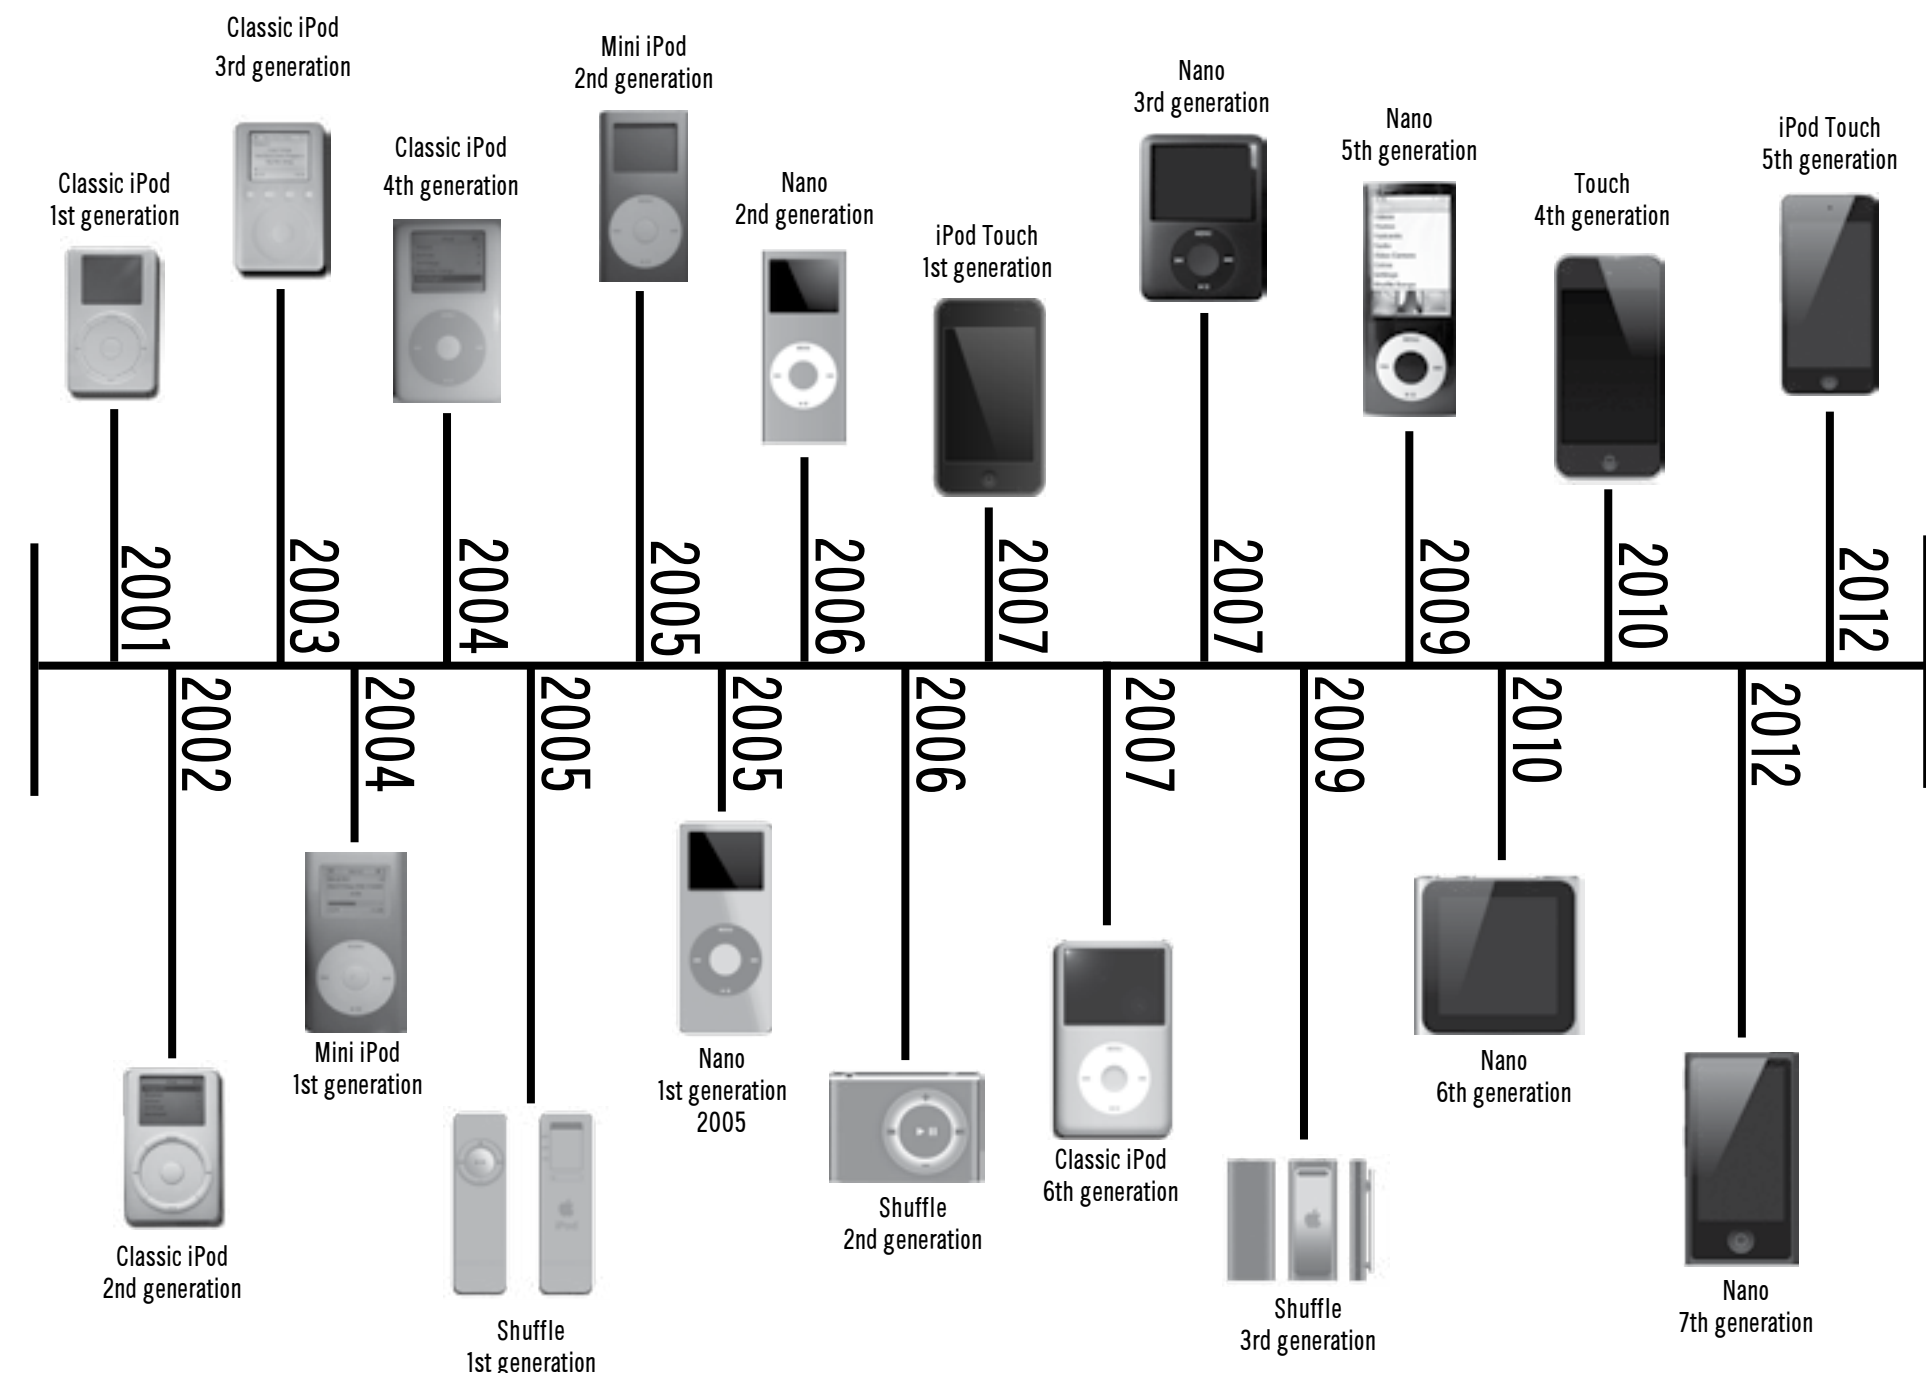 Classic iPod
1st generation
2001
2002
Classic iPod
2nd generation
Classic iPod
3rd generation
2003
2004
Mini iPod
1st generation
Classic iPod
4th generation
2004
2005
Shuffle
1st generation
Mini iPod
2nd generation
2005
2005
Nano
1st generation
2005
Nano
2nd generation
2006
2006
Shuffle
2nd generation
iPod Touch
1st generation
2007
2007
Classic iPod
6th generation
Nano
3rd generation
2007
2009
Shuffle
3rd generation
Nano
5th generation
2009
2010
Nano
6th generation
Touch
4th generation
2010
2012
Nano
7th generation
iPod Touch
5th generation
2012